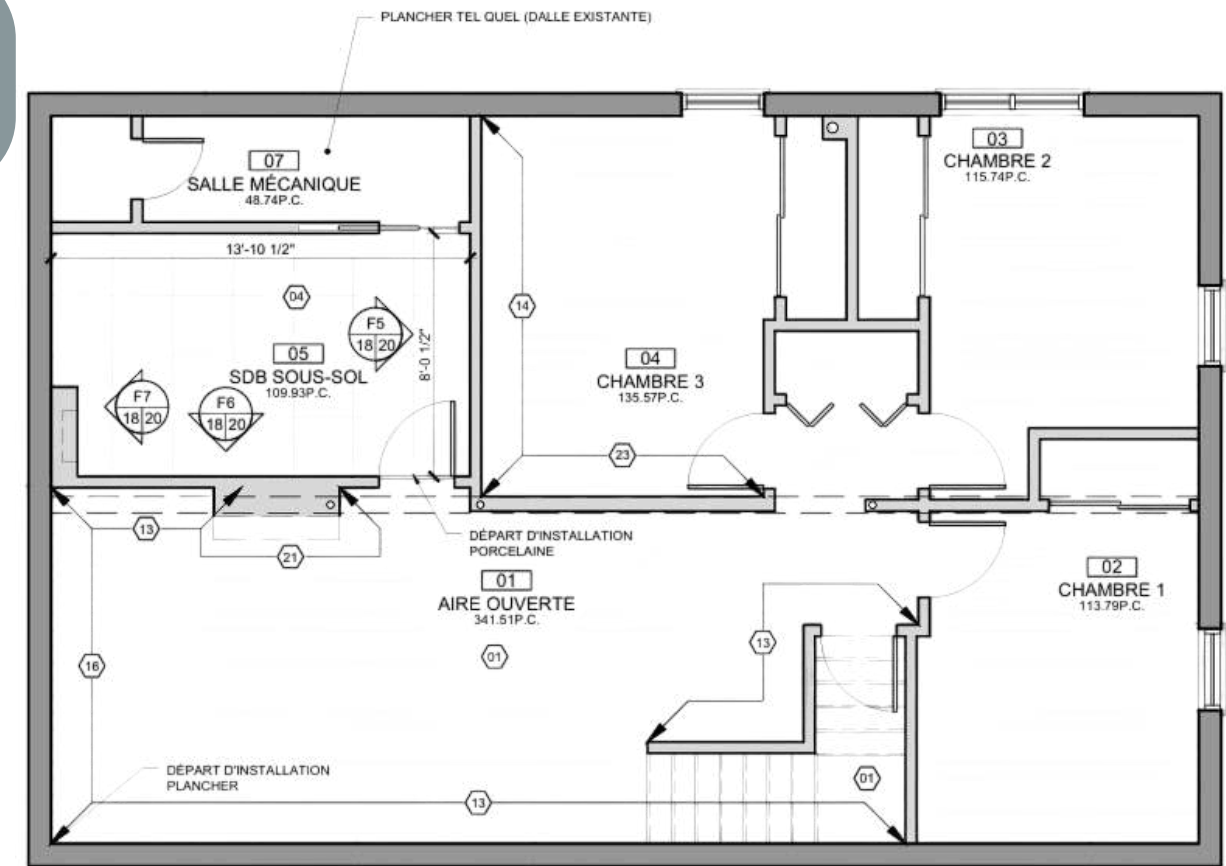 PLANCHER TEL QUEL (DALLE EXISTANTE)
07
SALLE MÉCANIQUE
48.74P.C.
03
CHAMBRE 2
115.74P.C.
13'-10 1/2"
04
14
F5
18 20
8'-0 1/2"
05
SDB SOUS-SOL
109.93P.C.
04
CHAMBRE 3
135.57P.C.
F7
18 20
F6
18 20
23
13
21
DÉPART D'INSTALLATION
PORCELAINE
01
AIRE OUVERTE
341.51P.C.
01
02
CHAMBRE 1
113.79P.C.
13
16
DÉPART D'INSTALLATION
PLANCHER
13
01